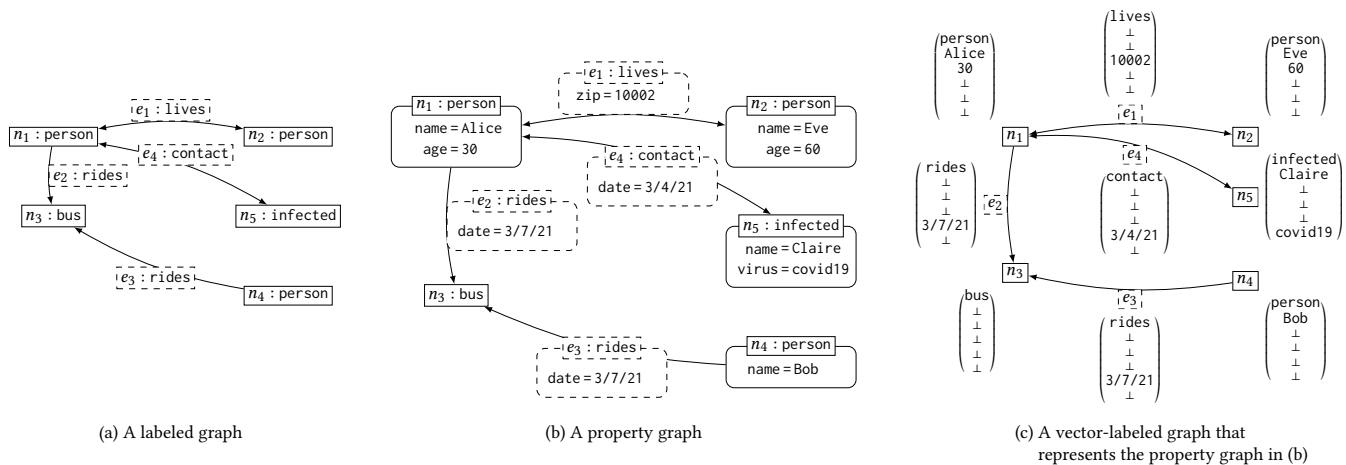 e1 : lives
n1 : person
n2 : person
e4 : contact
e2 : rides
n3 : bus
n5 : infected
e3 : rides
n4 : person
(a) A labeled graph
e1 : lives
zip = 10002
n1 : person
name = Alice
age = 30
n2 : person
name = Eve
age = 60
e4 : contact
date = 3/4/21
e2 : rides
date = 3/7/21
n5 : infected
name = Claire
virus = covid19
n3 : bus
e3 : rides
date = 3/7/21
n4 : person
name = Bob
(b) A property graph
person
Alice
30
⊥
⊥
⊥
lives
⊥
⊥
10002
⊥
⊥
person
Eve
60
⊥
⊥
⊥
e1
n1
n2
e4
rides
⊥
⊥
⊥
3/7/21
⊥
e2
contact
⊥
⊥
⊥
3/4/21
⊥
n5
infected
Claire
⊥
⊥
⊥
covid19
n3
n4
e3
bus
⊥
⊥
⊥
⊥
⊥
rides
⊥
⊥
⊥
3/7/21
⊥
person
Bob
⊥
⊥
⊥
⊥
(c) A vector-labeled graph that
represents the property graph in (b)